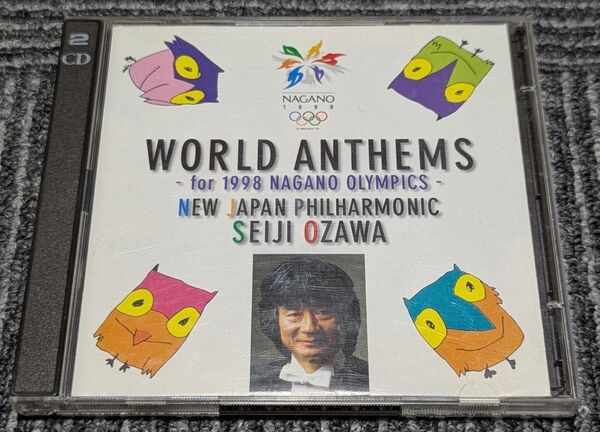 2
CD
NAGANO
1998
WORLD ANTHEMS
- for 1998 NAGANO OLYMPICS -
NEW JAPAN PHILHARMONIC
SEIJI OZAWA